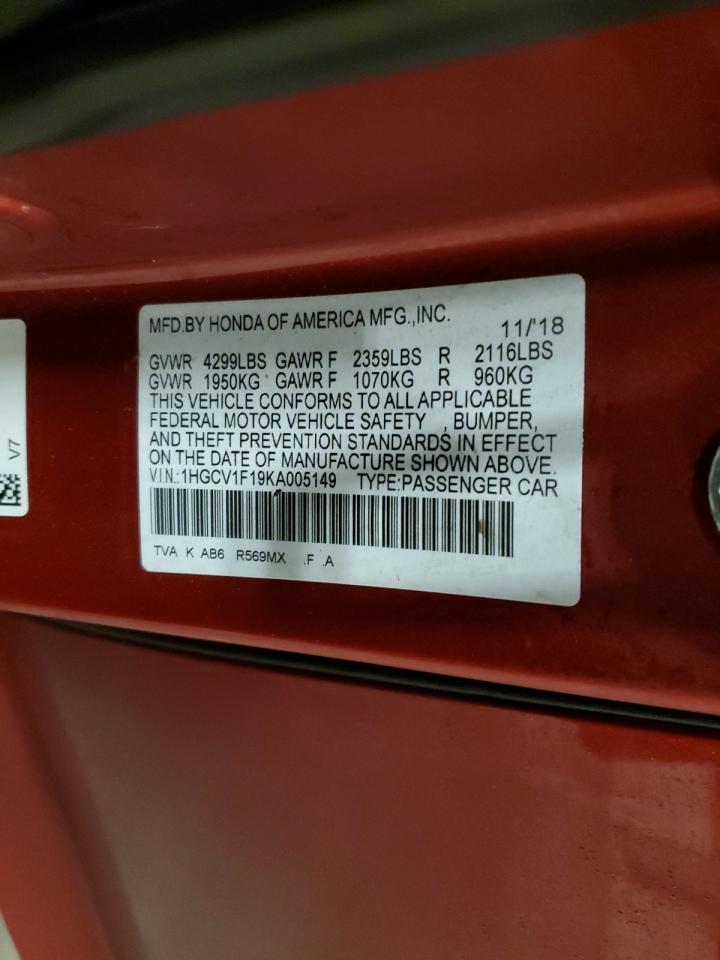 MFD.BY HONDA OF AMERICA MFG.,INC. 11/'18
GVWR 4299LBS GAWR F 2359LBS R 2116LBS
GVWR 1950KG GAWR F 1070KG R 960KG
THIS VEHICLE CONFORMS TO ALL APPLICABLE
FEDERAL MOTOR VEHICLE SAFETY , BUMPER,
AND THEFT PREVENTION STANDARDS IN EFFECT
ON THE DATE OF MANUFACTURE SHOWN ABOVE.
V.I.N.:1HGCV1F19KA005149 TYPE:PASSENGER CAR
TVA K AB6 R569MX .F .A
V7